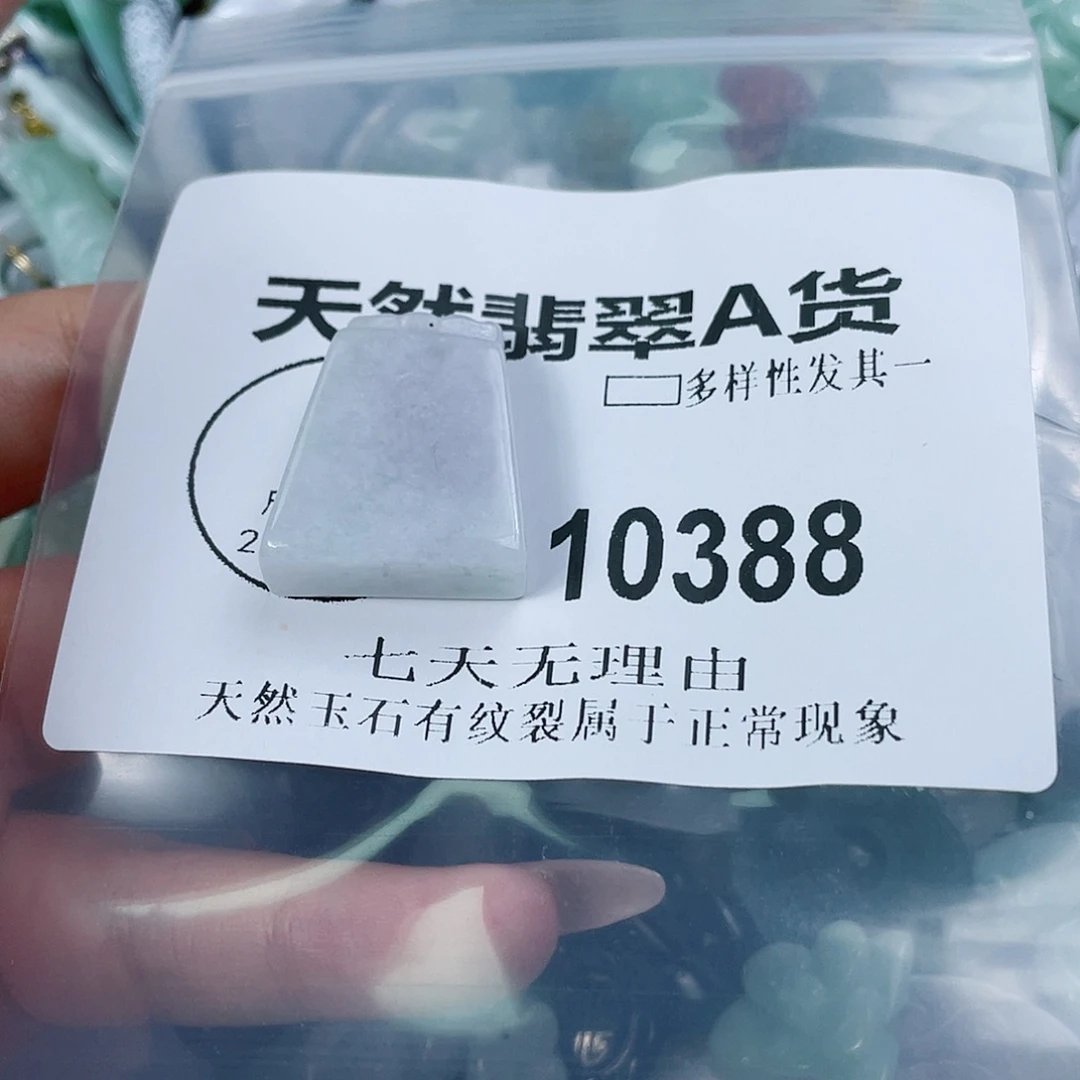 天然翡翠A货
多样性发其一
2
10388
七天无理由
天然玉石有纹裂属于正常现象